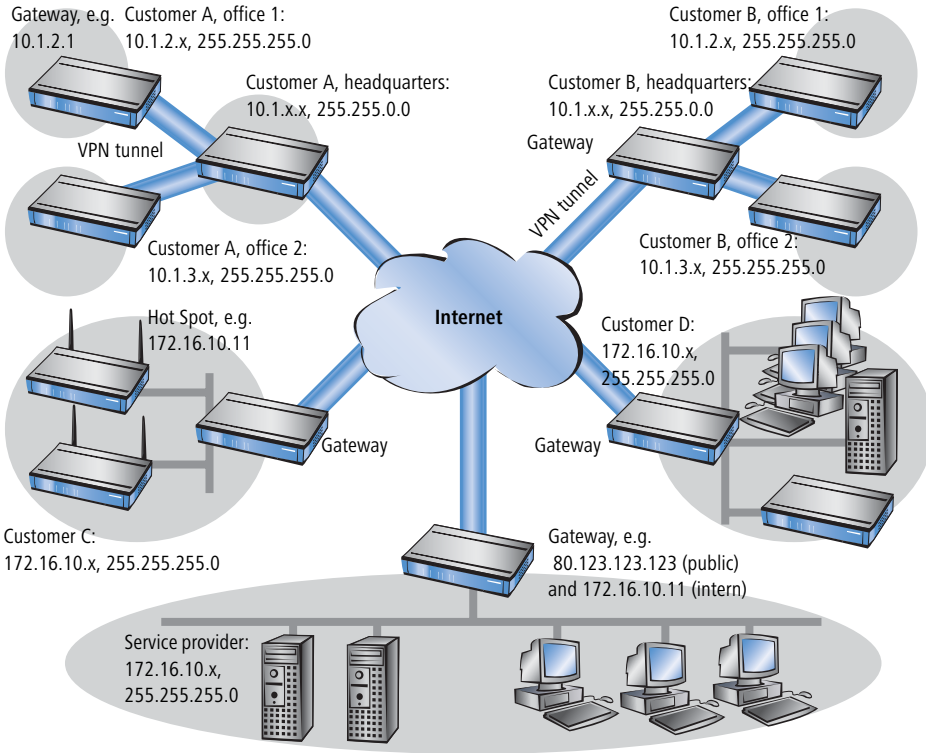 Gateway, e.g.
10.1.2.1
Customer A, office 1:
10.1.2.x, 255.255.255.0
Customer B, office 1:
10.1.2.x, 255.255.255.0
Customer A, headquarters:
10.1.x.x, 255.255.0.0
Customer B, headquarters:
10.1.x.x, 255.255.0.0
Gateway
VPN tunnel
VPN tunnel
Customer A, office 2:
10.1.3.x, 255.255.255.0
Customer B, office 2:
10.1.3.x, 255.255.255.0
Internet
Hot Spot, e.g.
172.16.10.11
Customer D:
172.16.10.x,
255.255.255.0
Gateway
Gateway
Customer C:
172.16.10.x, 255.255.255.0
Gateway, e.g.
80.123.123.123 (public)
and 172.16.10.11 (intern)
Service provider:
172.16.10.x,
255.255.255.0